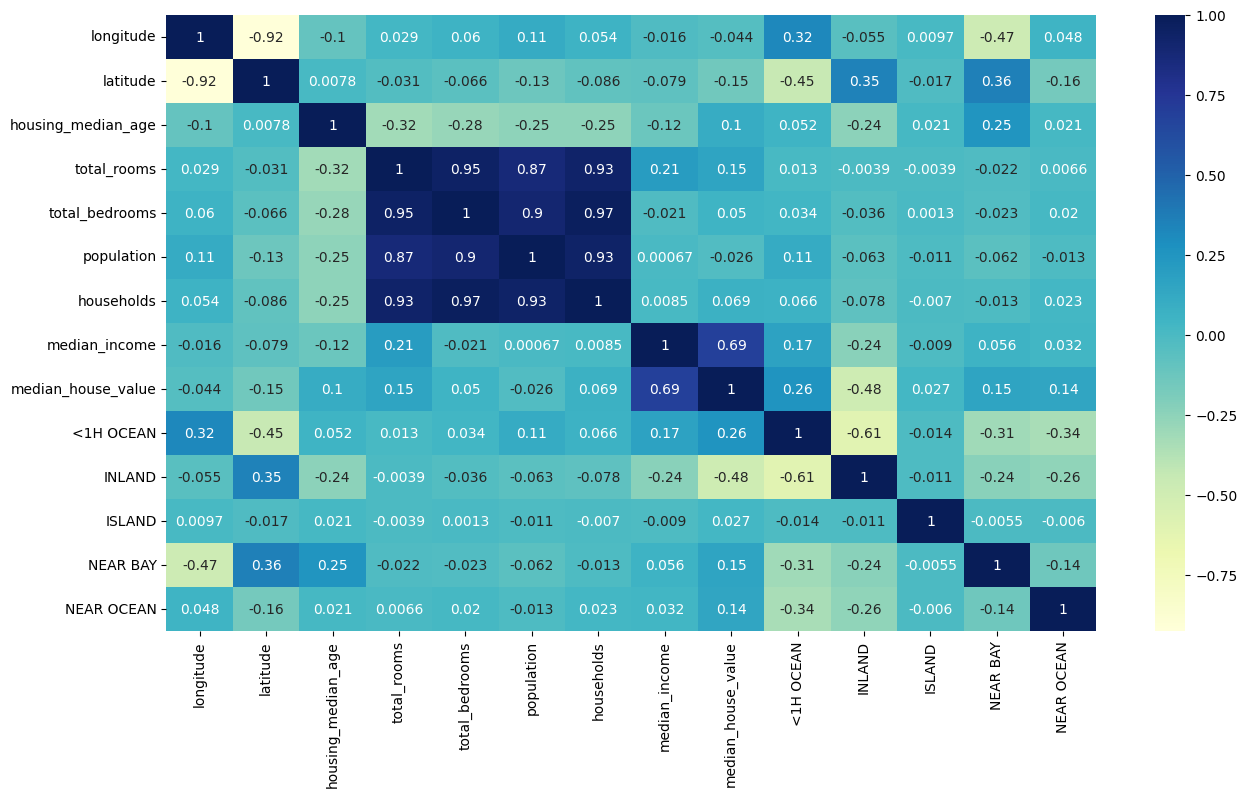 longitude 1 -0.92 -0.1 0.029 0.06 0.11 0.054 -0.016 -0.044 0.32 -0.055 0.0097 -0.47 0.048
latitude -0.92 1 0.0078 -0.031 -0.066 -0.13 -0.086 -0.079 -0.15 -0.45 0.35 -0.017 0.36 -0.16
housing_median_age -0.1 0.0078 1 -0.32 -0.28 -0.25 -0.25 -0.12 0.1 0.052 -0.24 0.021 0.25 0.021
total_rooms 0.029 -0.031 -0.32 1 0.95 0.87 0.93 0.21 0.15 0.013 -0.0039 -0.0039 -0.022 0.0066
total_bedrooms 0.06 -0.066 -0.28 0.95 1 0.9 0.97 -0.021 0.05 0.034 -0.036 0.0013 -0.023 0.02
population 0.11 -0.13 -0.25 0.87 0.9 1 0.93 0.00067 -0.026 0.11 -0.063 -0.011 -0.062 -0.013
households 0.054 -0.086 -0.25 0.93 0.97 0.93 1 0.0085 0.069 0.066 -0.078 -0.007 -0.013 0.023
median_income -0.016 -0.079 -0.12 0.21 -0.021 0.00067 0.0085 1 0.69 0.17 -0.24 -0.009 0.056 0.032
median_house_value -0.044 -0.15 0.1 0.15 0.05 -0.026 0.069 0.69 1 0.26 -0.48 0.027 0.15 0.14
<1H OCEAN 0.32 -0.45 0.052 0.013 0.034 0.11 0.066 0.17 0.26 1 -0.61 -0.014 -0.31 -0.34
INLAND -0.055 0.35 -0.24 -0.0039 -0.036 -0.063 -0.078 -0.24 -0.48 -0.61 1 -0.011 -0.24 -0.26
ISLAND 0.0097 -0.017 0.021 -0.0039 0.0013 -0.011 -0.007 -0.009 0.027 -0.014 -0.011 1 -0.0055 -0.006
NEAR BAY -0.47 0.36 0.25 -0.022 -0.023 -0.062 -0.013 0.056 0.15 -0.31 -0.24 -0.0055 1 -0.14
NEAR OCEAN 0.048 -0.16 0.021 0.0066 0.02 -0.013 0.023 0.032 0.14 -0.34 -0.26 -0.006 -0.14 1
longitude
latitude
housing_median_age
total_rooms
total_bedrooms
population
households
median_income
median_house_value
<1H OCEAN
INLAND
ISLAND
NEAR BAY
NEAR OCEAN
1.00
0.75
0.50
0.25
0.00
−0.25
−0.50
−0.75